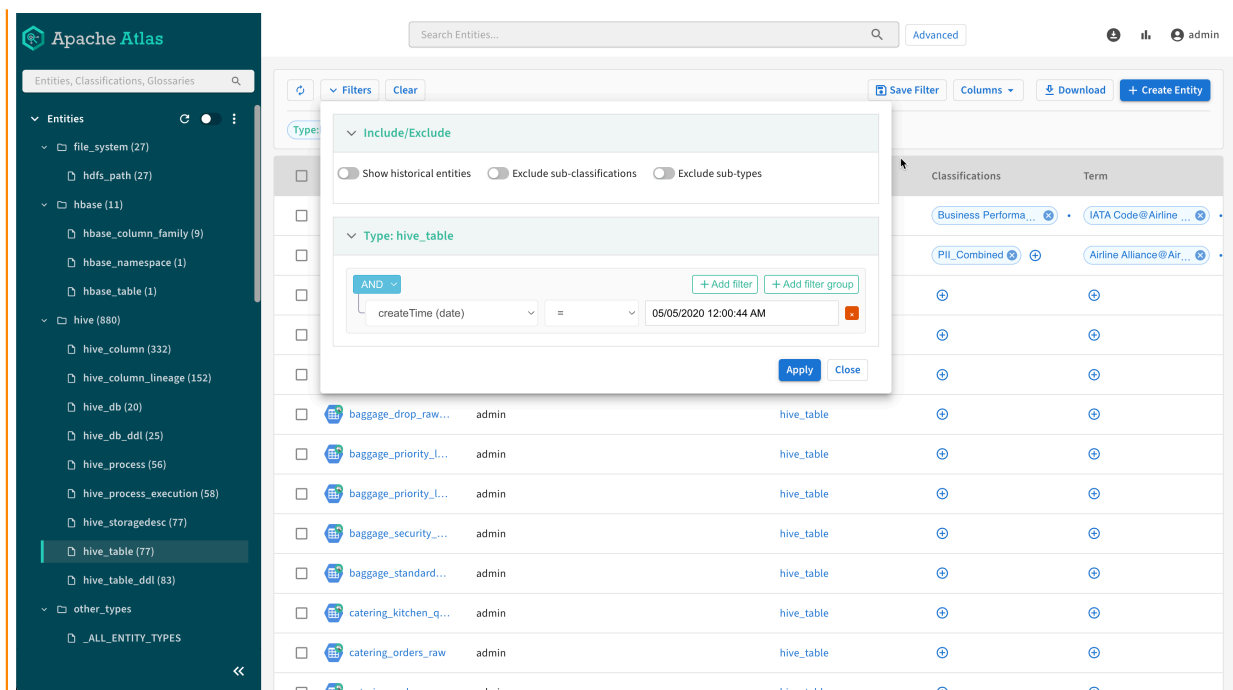 Apache Atlas
Search Entities...
Advanced
admin
Entities, Classifications, Glossaries
Entities
file_system (27)
hdfs_path (27)
hbase (11)
hbase_column_family (9)
hbase_namespace (1)
hbase_table (1)
hive (880)
hive_column (332)
hive_column_lineage (152)
hive_db (20)
hive_db_ddl (25)
hive_process (56)
hive_process_execution (58)
hive_storagedesc (77)
hive_table (77)
hive_table_ddl (83)
other_types
_ALL_ENTITY_TYPES
Filters
Clear
Save Filter
Columns
Download
+ Create Entity
Type:
Include/Exclude
Show historical entities
Exclude sub-classifications
Exclude sub-types
Type: hive_table
AND
+ Add filter
+ Add filter group
createTime (date)
=
05/05/2020 12:00:44 AM
x
Apply
Close
Classifications
Term
Business Performa...
IATA Code@Airline ...
PII_Combined
Airline Alliance@Air...
baggage_drop_raw... admin hive_table
baggage_priority_l... admin hive_table
baggage_priority_l... admin hive_table
baggage_security_... admin hive_table
baggage_standard... admin hive_table
catering_kitchen_q... admin hive_table
catering_orders_raw admin hive_table